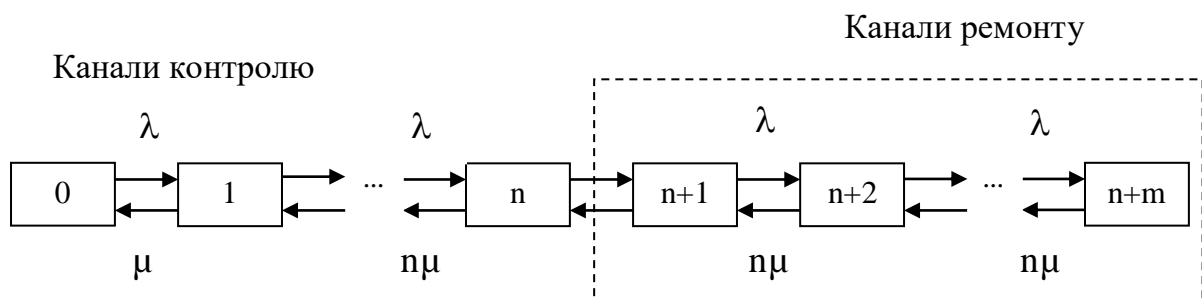 Канали ремонту
Канали контролю
λ λ λ λ
0 1 ... n n+1 n+2 ... n+m
μ nμ nμ nμ